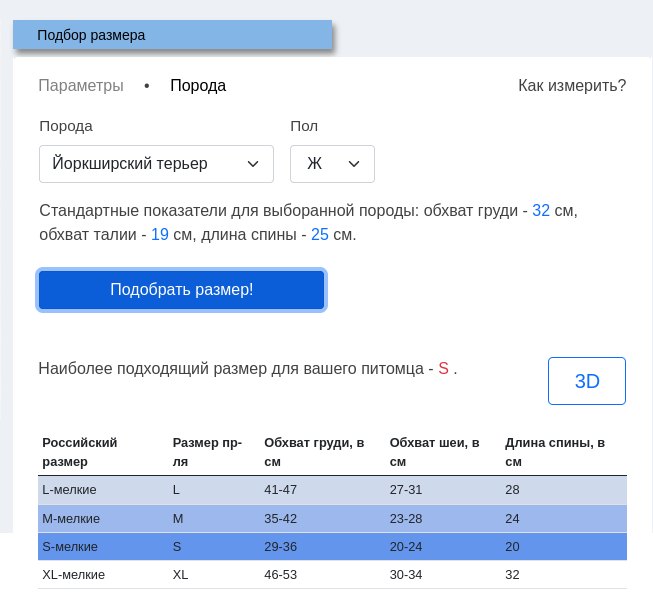 Подбор размера
Параметры • Порода Как измерить?
Порода Пол
Йоркширский терьер Ж
Стандартные показатели для выбранной породы: обхват груди - 32 см,
обхват талии - 19 см, длина спины - 25 см.
Подобрать размер!
Наиболее подходящий размер для вашего питомца - S .
3D
Российский размер Размер пр-ля Обхват груди, в см Обхват шеи, в см Длина спины, в см
L-мелкие L 41-47 27-31 28
M-мелкие M 35-42 23-28 24
S-мелкие S 29-36 20-24 20
XL-мелкие XL 46-53 30-34 32